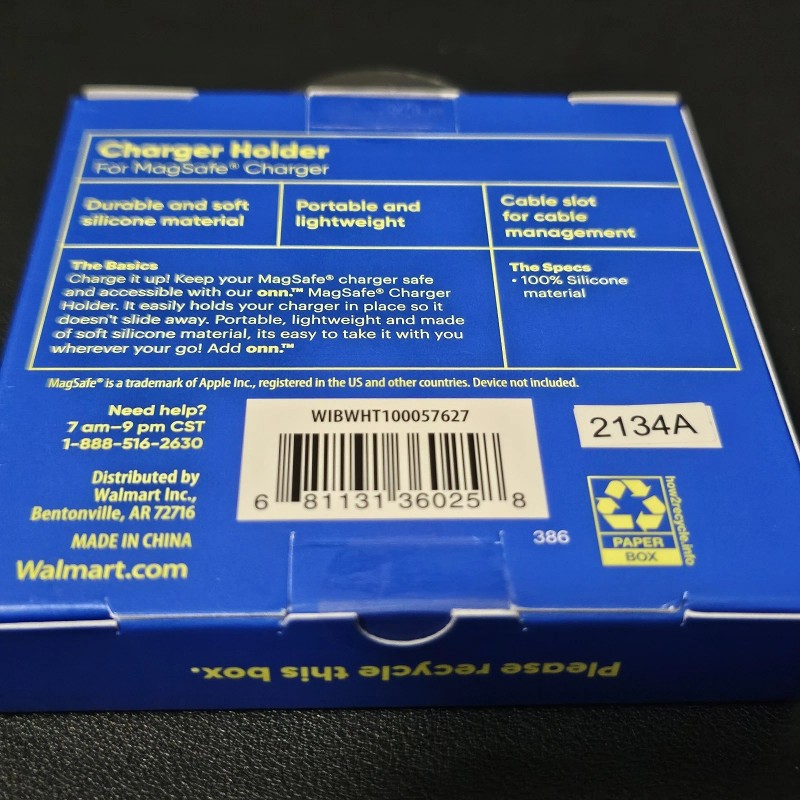 Charger Holder
For MagSafe® Charger
Durable and soft
silicone material
Portable and
lightweight
Cable slot
for cable
management
The Basics
Charge it up! Keep your MagSafe® charger safe
and accessible with our onn.™ MagSafe® Charger
Holder. It easily holds your charger in place so it
doesn't slide away. Portable, lightweight and made
of soft silicone material, its easy to take it with you
wherever your go! Add onn.™
The Specs
• 100% Silicone
material
MagSafe® is a trademark of Apple Inc., registered in the US and other countries. Device not included.
Need help?
7 am–9 pm CST
1-888-516-2630
Distributed by
Walmart Inc.,
Bentonville, AR 72716
MADE IN CHINA
Walmart.com
WIBWHT100057627
6 81131 36025 8
386
2134A
how2recycle.info
PAPER
BOX
Please recycle this box.